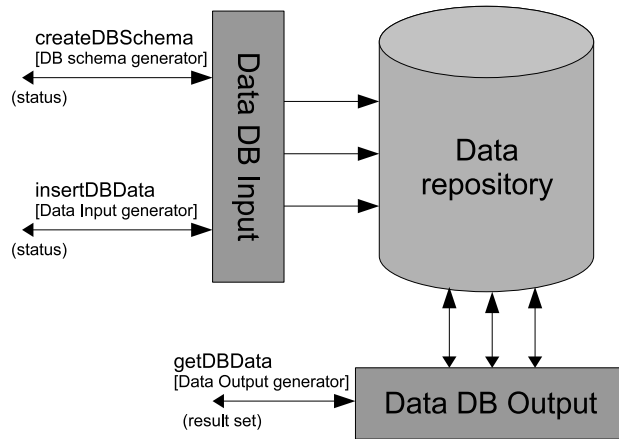 createDBSchema
[DB schema generator]
(status)
insertDBData
[Data Input generator]
(status)
Data DB Input
Data
repository
getDBData
[Data Output generator]
(result set)
Data DB Output